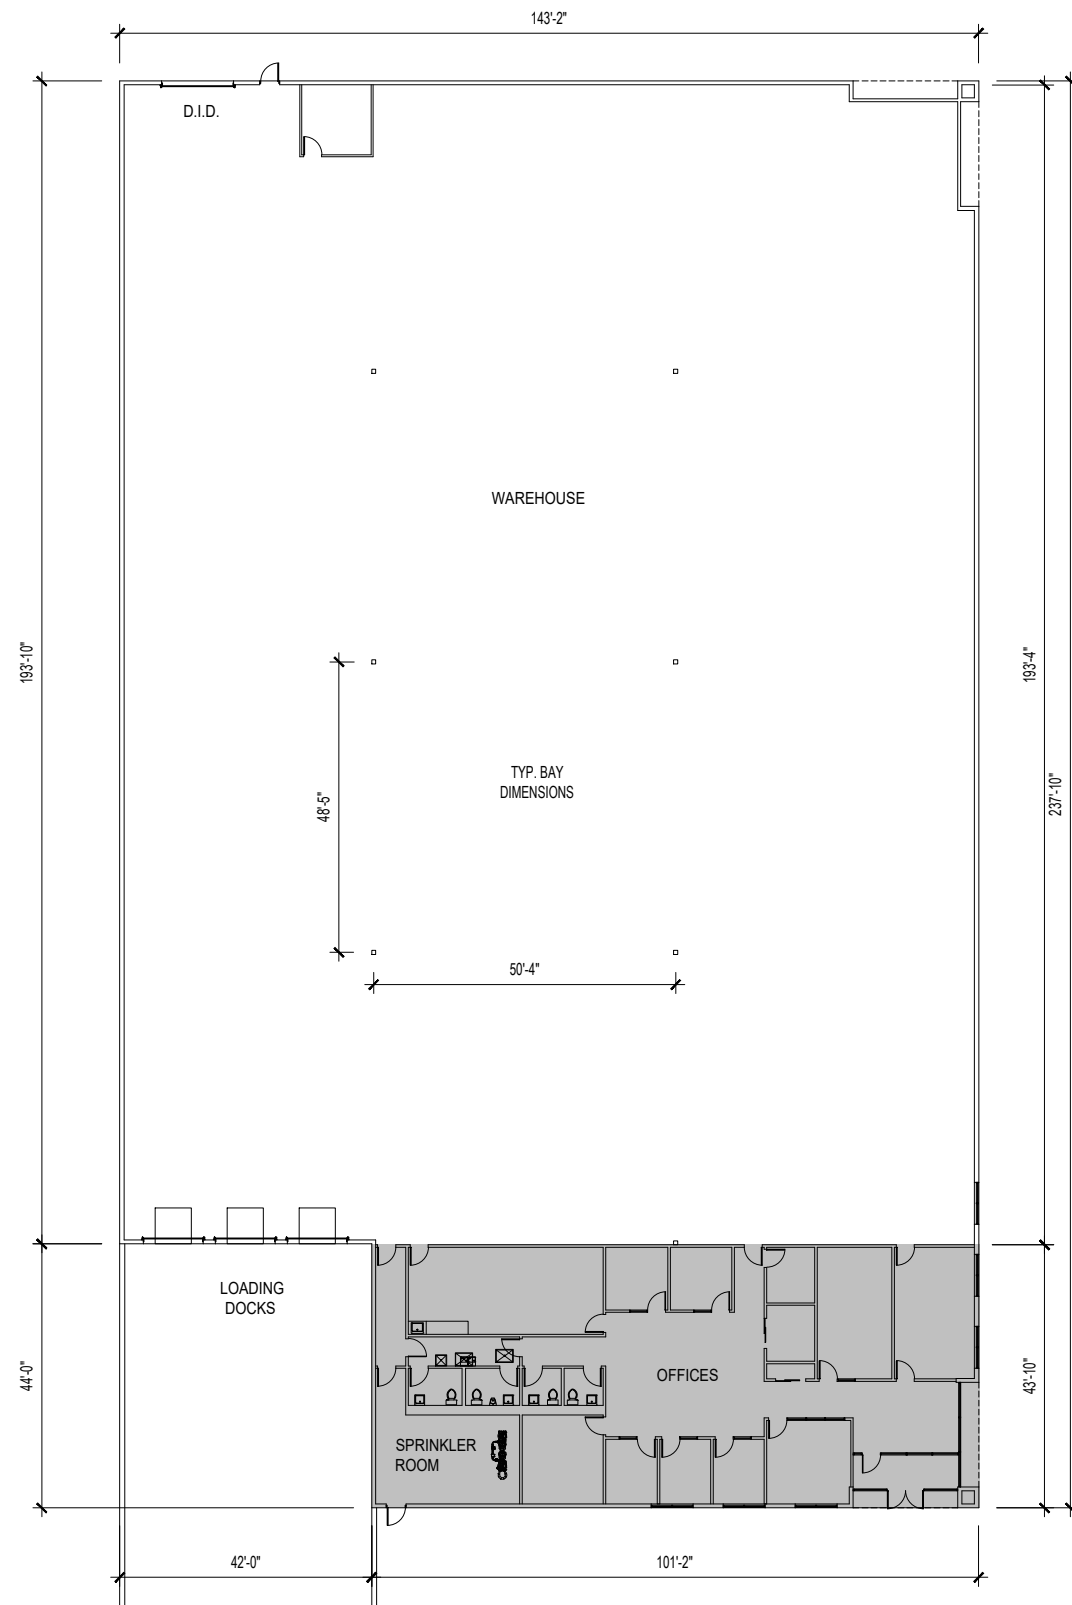 143'-2"
D.I.D.
WAREHOUSE
193'-10"
193'-4"
TYP. BAY
DIMENSIONS
48'-5"
237'-10"
50'-4"
LOADING
DOCKS
OFFICES
44'-0"
43'-10"
SPRINKLER
ROOM
42'-0"
101'-2"